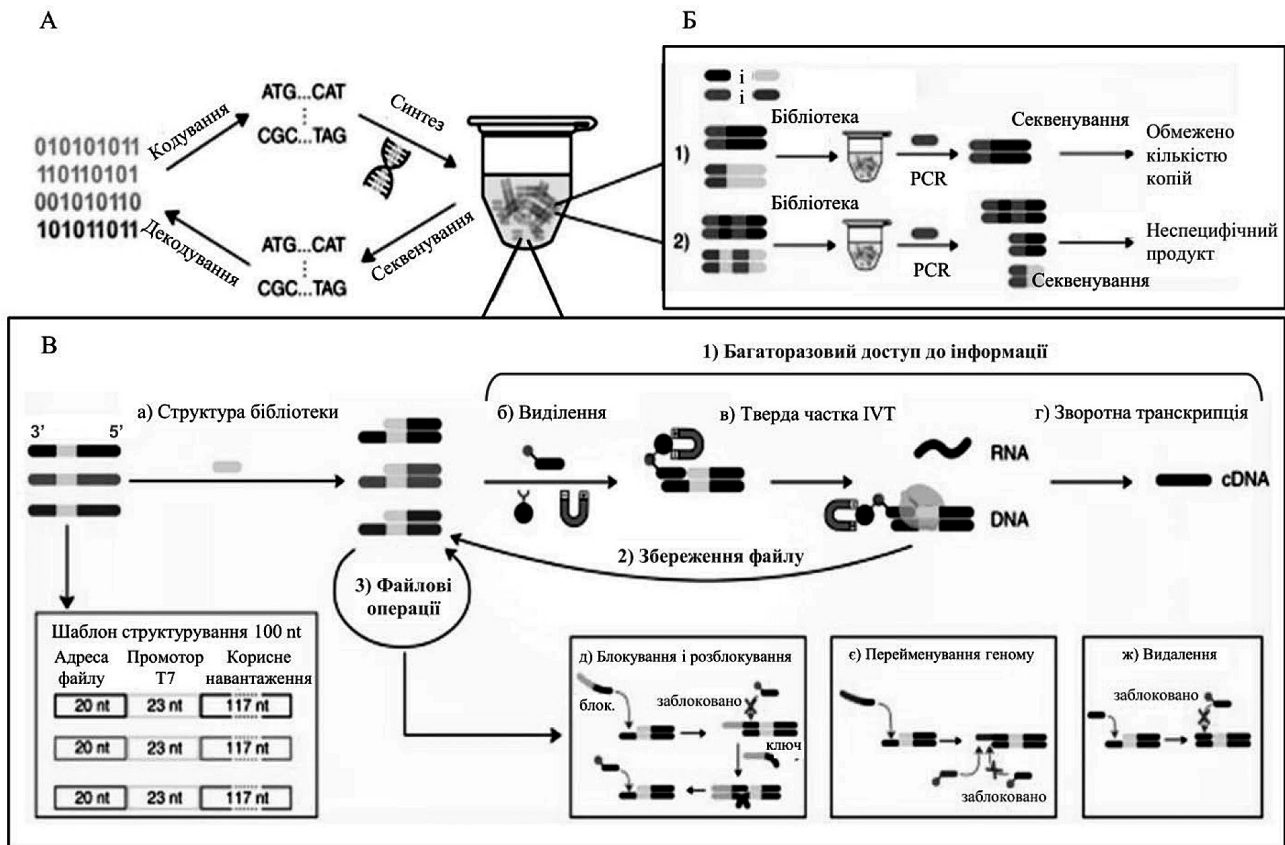 А
010101011
110110101
001010110
101011011
Кодування
ATG...CAT
CGC...TAG
Синтез
Секвенування
ATG...CAT
CGC...TAG
Декодування
Б
і
і
1)
Бібліотека
PCR
Секвенування
Обмежено
кількістю
копій
2)
Бібліотека
PCR
Секвенування
Неспецифічний
продукт
В
1) Багаторазовий доступ до інформації
а) Структура бібліотеки
б) Виділення
в) Тверда частка IVT
г) Зворотна транскрипція
3’ 5’
RNA
DNA
cDNA
2) Збереження файлу
3) Файлові
операції
Шаблон структурування 100 nt
Адреса Промотор Корисне
файлу Т7 навантаження
20 nt 23 nt 117 nt
20 nt 23 nt 117 nt
20 nt 23 nt 117 nt
д) Блокування і розблокування
блок.
заблоковано
ключ
є) Перейменування геному
заблоковано
ж) Видалення
заблоковано